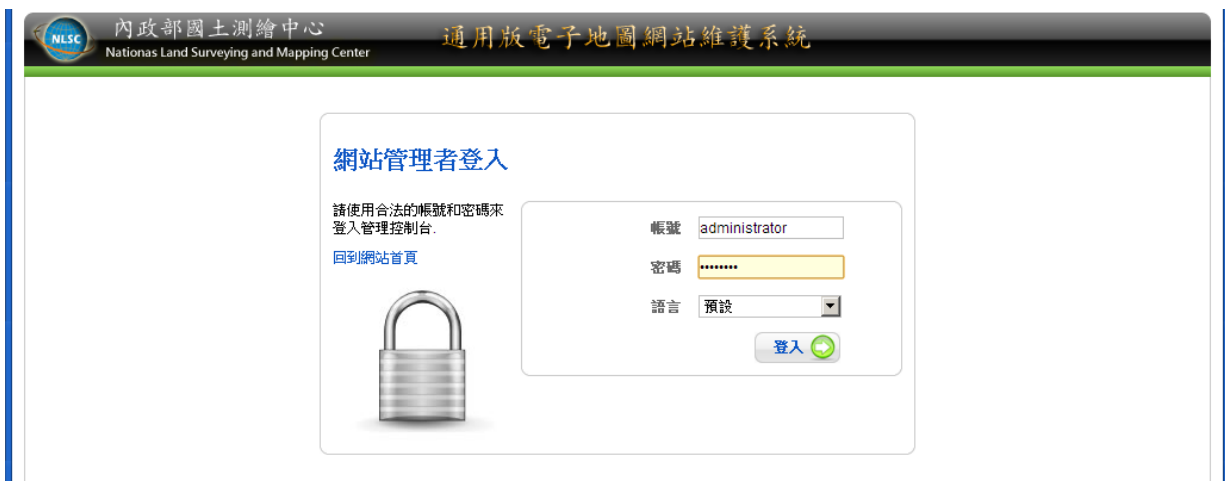 NLSC
內政部國土測繪中心
Nationas Land Surveying and Mapping Center
通用版電子地圖網站維護系統
網站管理者登入
請使用合法的帳號和密碼來
登入管理控制台.
回到網站首頁
帳號 administrator
密碼 ••••••••
語言 預設
登入